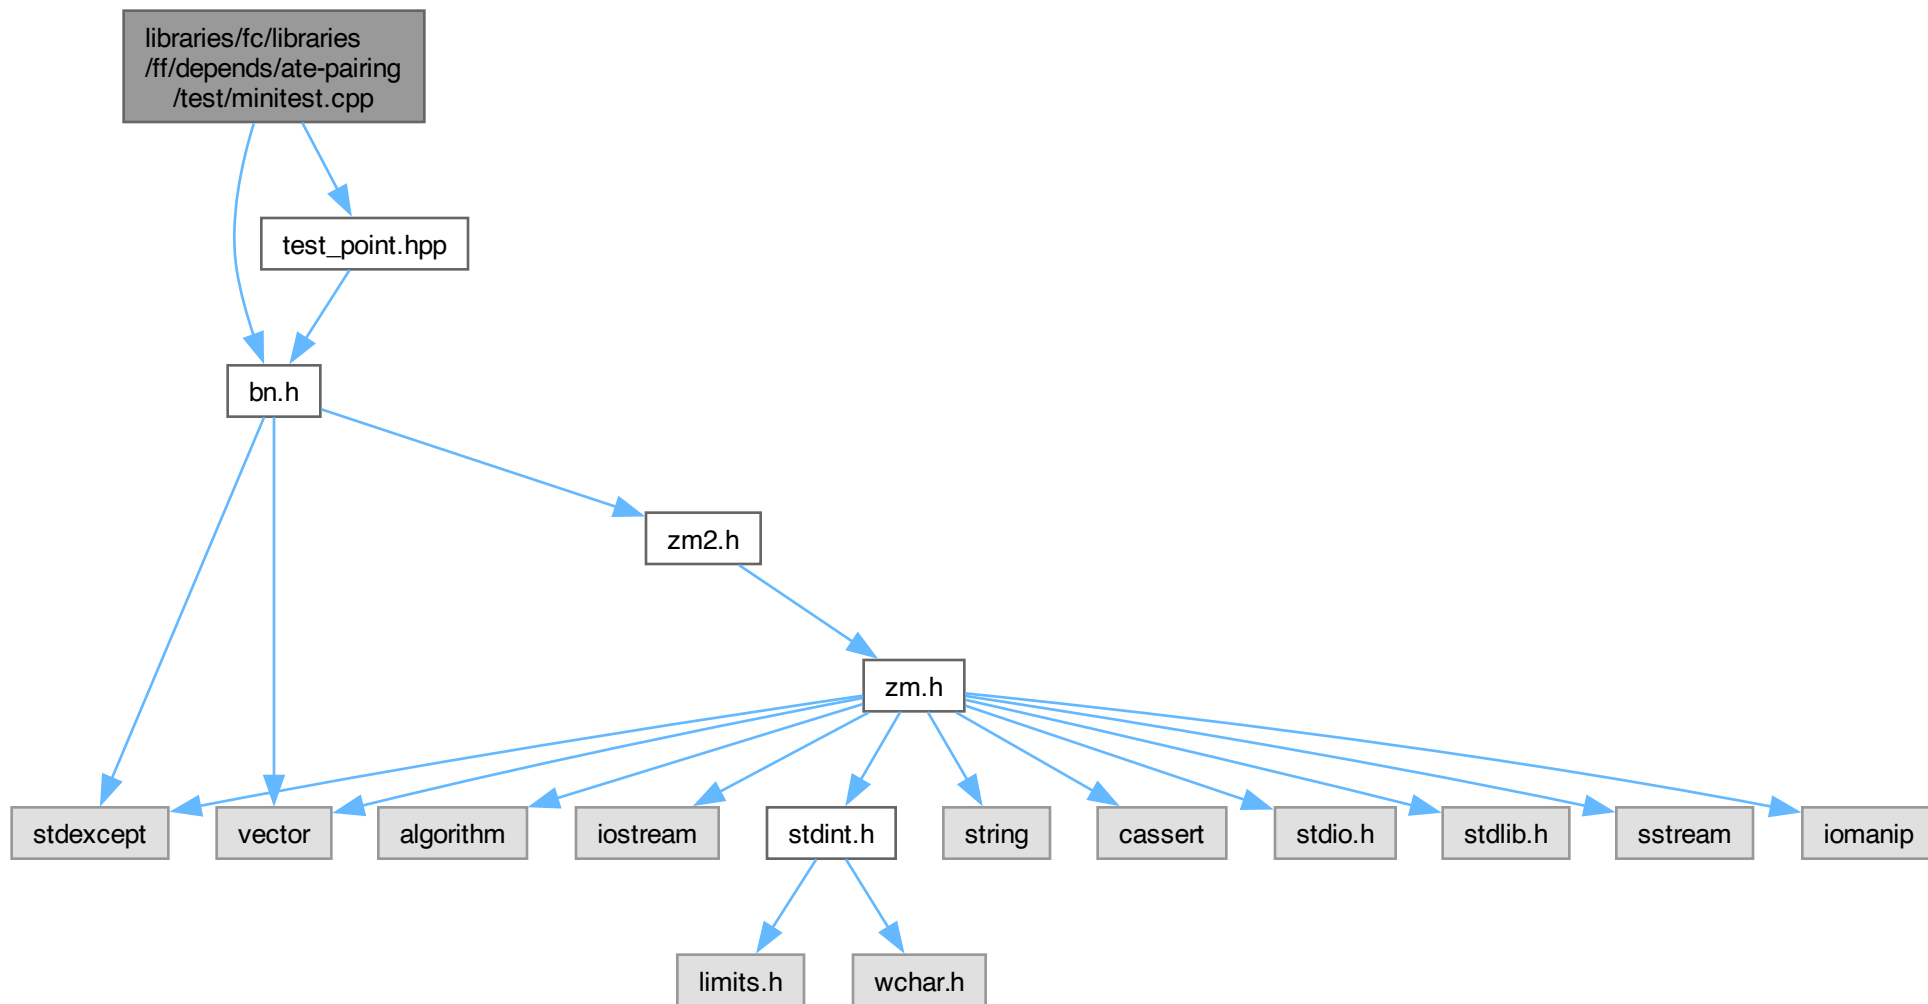 libraries/fc/libraries
/ff/depends/ate-pairing
/test/minitest.cpp
test_point.hpp
bn.h
zm2.h
zm.h
stdexcept
vector
algorithm
iostream
stdint.h
string
cassert
stdio.h
stdlib.h
sstream
iomanip
limits.h
wchar.h